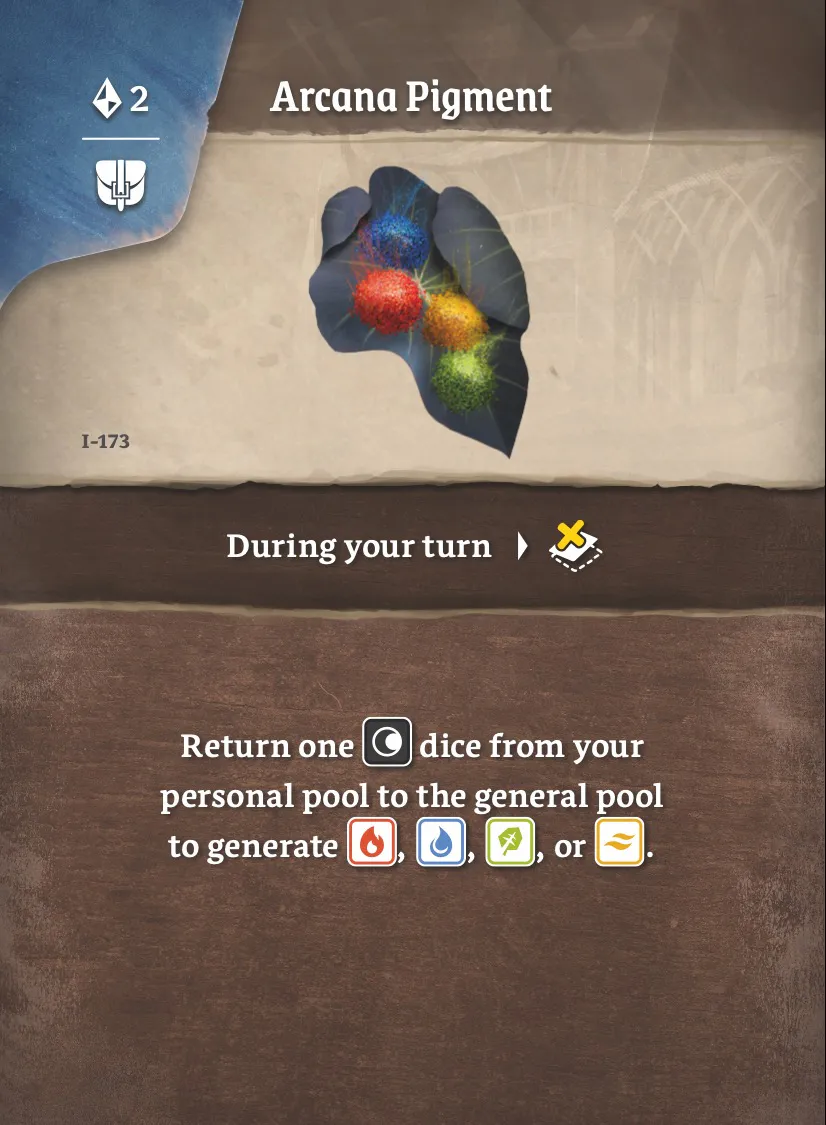 2
Arcana Pigment
I-173
During your turn
Return one dice from your
personal pool to the general pool
to generate , , , or .